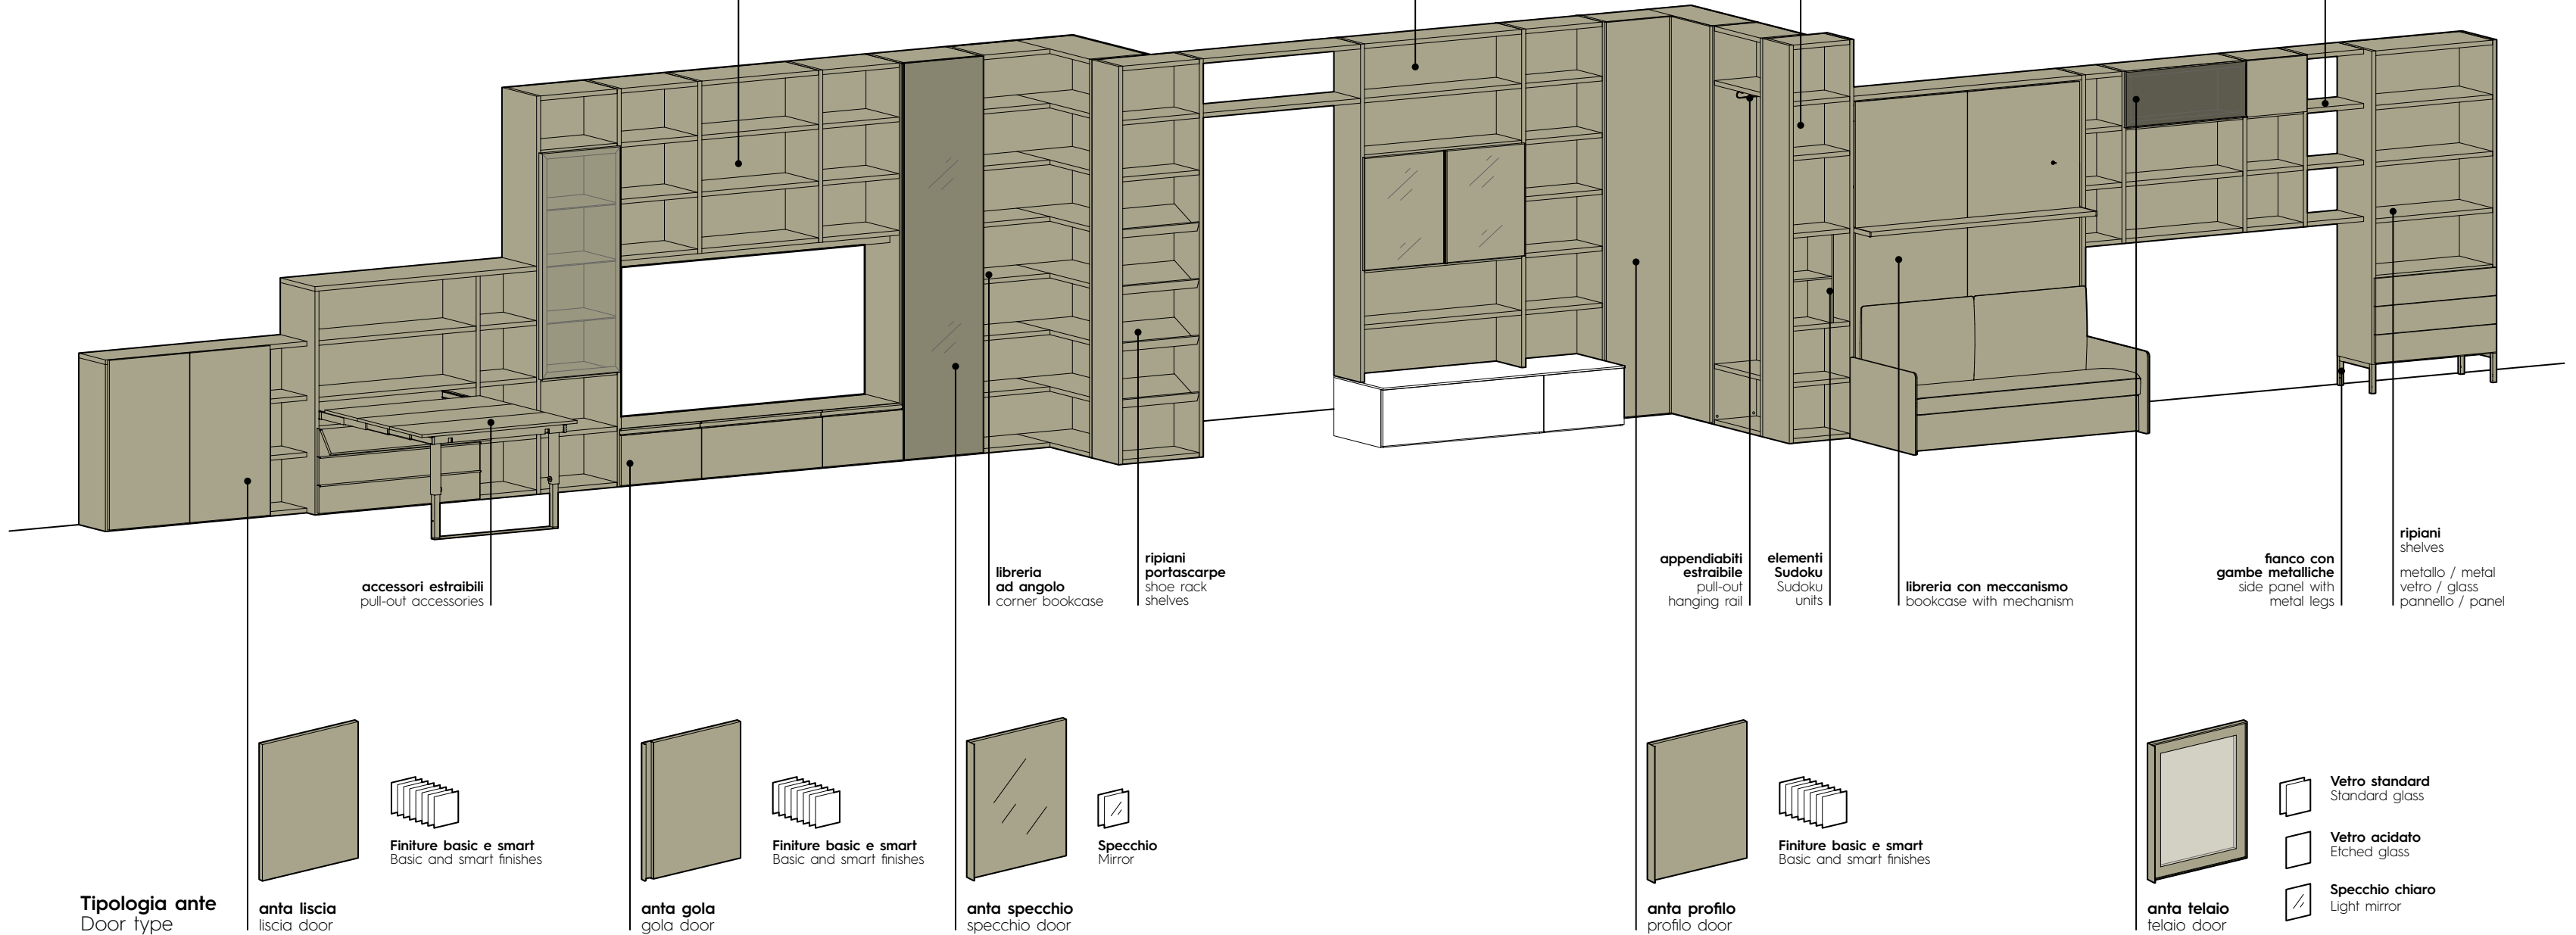 accessori estraibili
pull-out accessories
libreria
ad angolo
corner bookcase
ripiani
portascarpe
shoe rack
shelves
appendiabiti
estraibile
pull-out
hanging rail
elementi
Sudoku
Sudoku
units
libreria con meccanismo
bookcase with mechanism
fianco con
gambe metalliche
side panel with
metal legs
ripiani
shelves
metallo / metal
vetro / glass
pannello / panel
Tipologia ante
Door type
anta liscia
liscia door
Finiture basic e smart
Basic and smart finishes
anta gola
gola door
Finiture basic e smart
Basic and smart finishes
anta specchio
specchio door
Specchio
Mirror
anta profilo
profilo door
Finiture basic e smart
Basic and smart finishes
anta telaio
telaio door
Vetro standard
Standard glass
Vetro acidato
Etched glass
Specchio chiaro
Light mirror